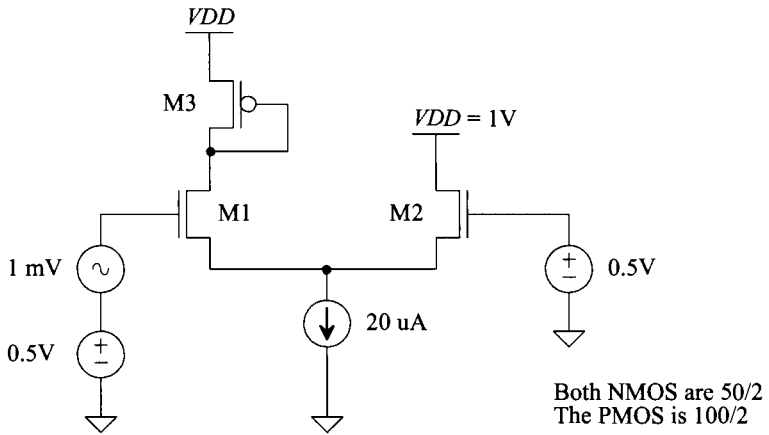 VDD
M3
VDD = 1V
M1
M2
1 mV
0.5V
20 uA
0.5V
Both NMOS are 50/2
The PMOS is 100/2